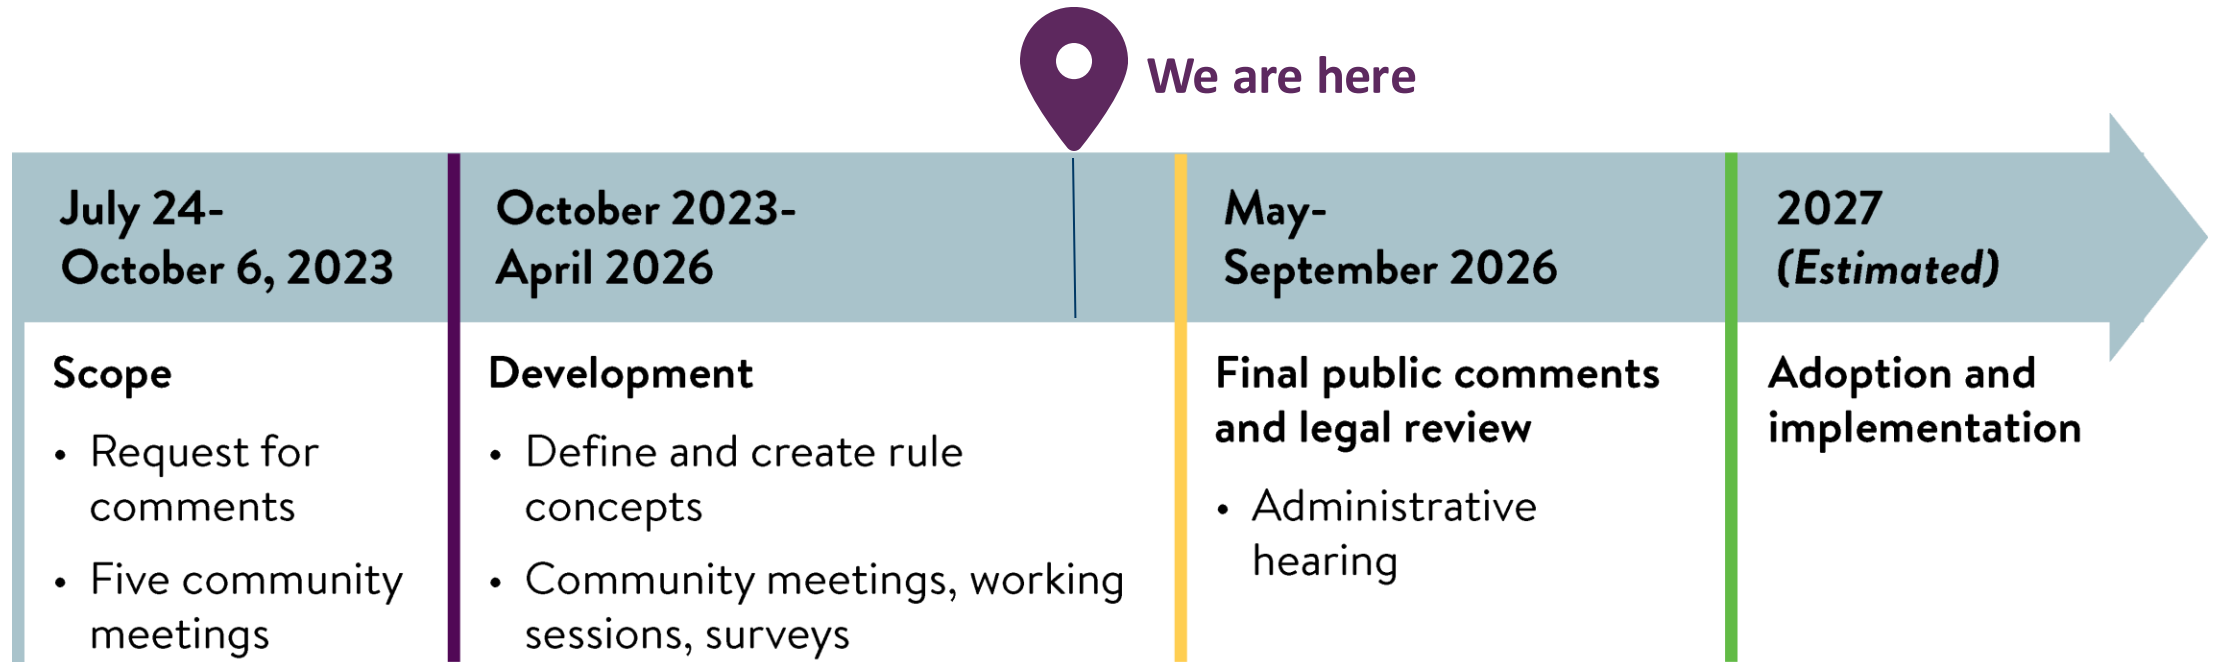 We are here
July 24-
October 6, 2023
Scope
• Request for
comments
• Five community
meetings
October 2023-
April 2026
Development
• Define and create rule
concepts
• Community meetings, working
sessions, surveys
May-
September 2026
Final public comments
and legal review
• Administrative
hearing
2027
(Estimated)
Adoption and
implementation